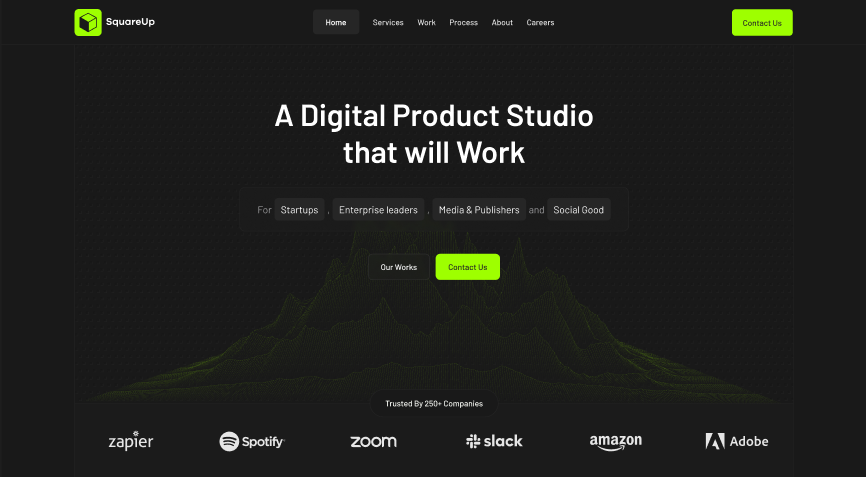 SquareUp
Home Services Work Process About Careers
Contact Us
A Digital Product Studio
that will Work
For Startups , Enterprise leaders , Media & Publishers and Social Good
Our Works Contact Us
Trusted By 250+ Companies
zapier Spotify zoom slack amazon Adobe